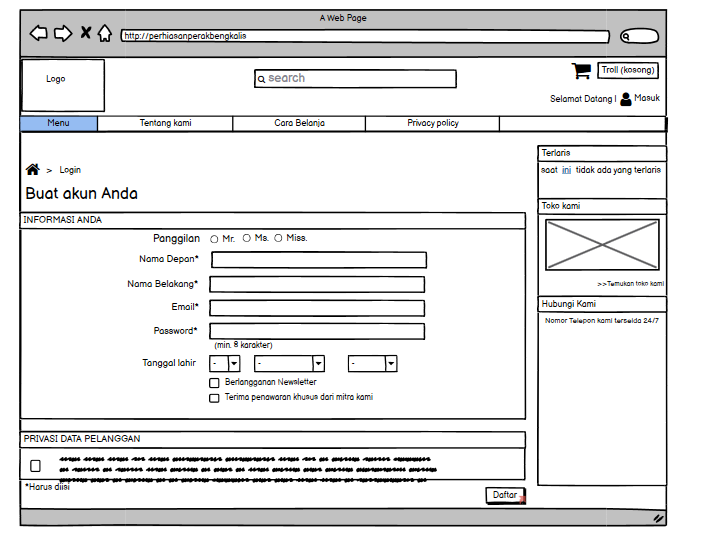 A Web Page
http://perhiasanperakbengkalis
Logo
search
Troll (kosong)
Selamat Datang | Masuk
Menu
Tentang kami
Cara Belanja
Privacy policy
> Login
Buat akun Anda
INFORMASI ANDA
Panggilan Mr. Ms. Miss.
Nama Depan*
Nama Belakang*
Email*
Password*
(min. 8 karakter)
Tanggal lahir - - -
Berlangganan Newsletter
Terima penawaran khusus dari mitra kami
PRIVASI DATA PELANGGAN
*Harus diisi
Daftar
Terlaris
saat ini tidak ada yang terlaris
Toko kami
>>Temukan toko kami
Hubungi Kami
Nomor Telepon kami terseida 24/7